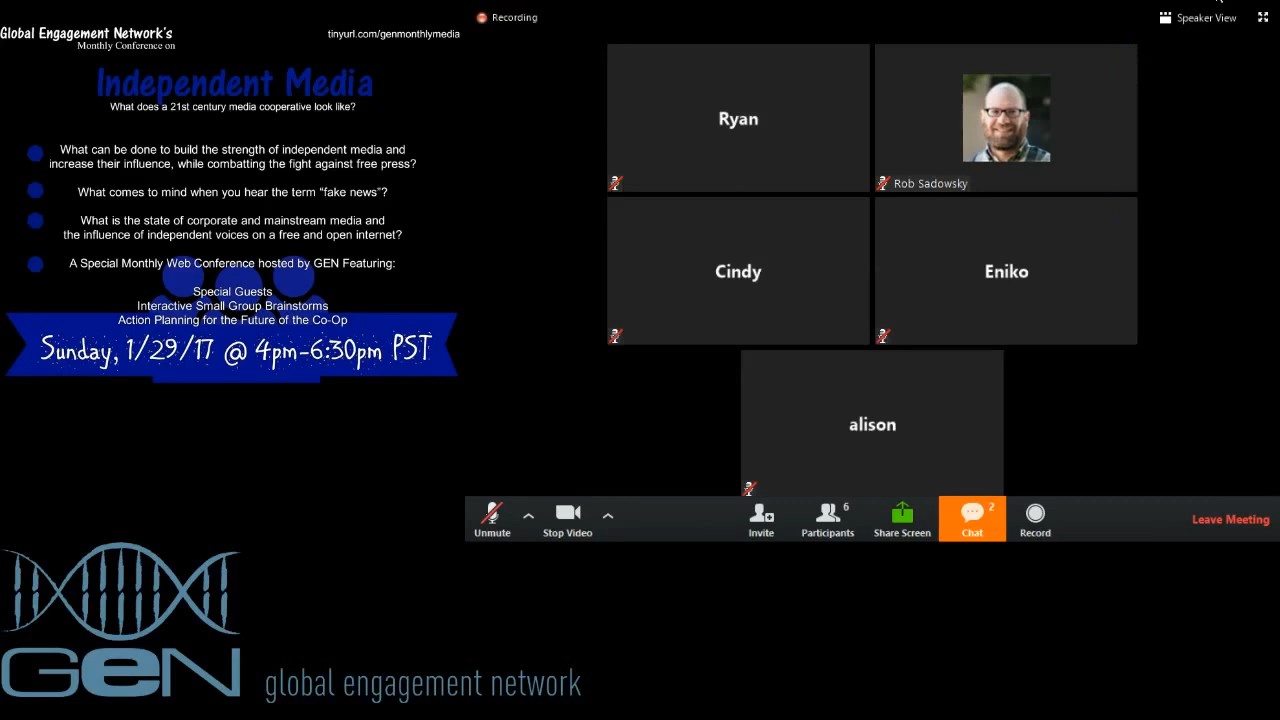 Global Engagement Network's
Monthly Conference on
tinyurl.com/genmonthlymedia
Independent Media
What does a 21st century media cooperative look like?
What can be done to build the strength of independent media and
increase their influence, while combatting the fight against free press?
What comes to mind when you hear the term “fake news”?
What is the state of corporate and mainstream media and
the influence of independent voices on a free and open internet?
A Special Monthly Web Conference hosted by GEN Featuring:
Special Guests
Interactive Small Group Brainstorms
Action Planning for the Future of the Co-Op
Sunday, 1/29/17 @ 4pm-6:30pm PST
GeN
global engagement network
Recording
Speaker View
Ryan
Rob Sadowsky
Cindy
Eniko
alison
Unmute
Stop Video
Invite
6
Participants
Share Screen
2
Chat
Record
Leave Meeting